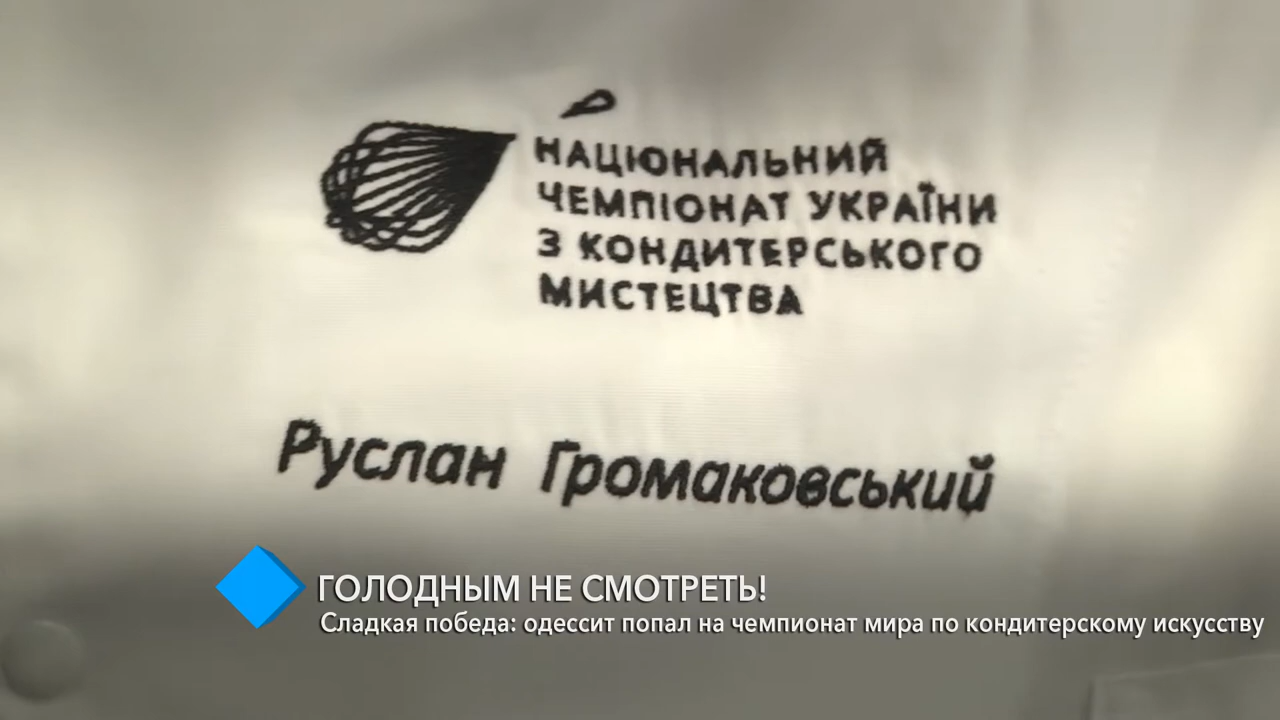 НАЦІОНАЛЬНИЙ
ЧЕМПІОНАТ УКРАЇНИ
З КОНДИТЕРСЬКОГО
МИСТЕЦТВА
Руслан Громаковський
ГОЛОДНЫМ НЕ СМОТРЕТЬ!
Сладкая победа: одессит попал на чемпионат мира по кондитерскому искусству